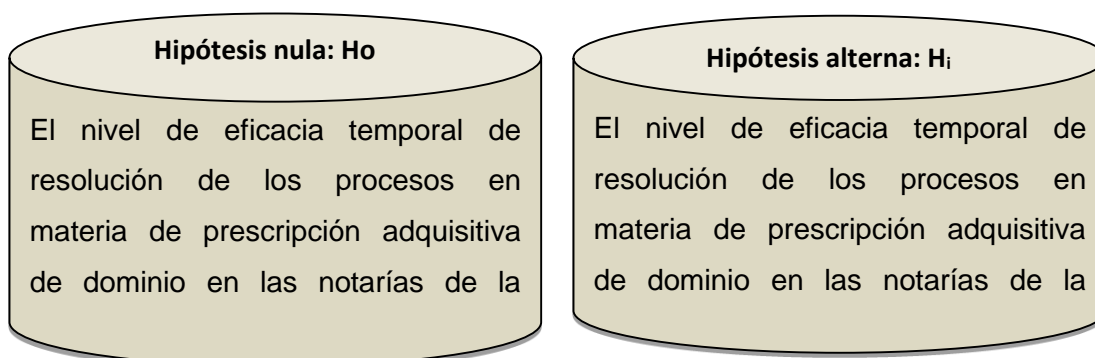 Hipótesis nula: Ho
El nivel de eficacia temporal de
resolución de los procesos en
materia de prescripción adquisitiva
de dominio en las notarías de la
Hipótesis alterna: Hi
El nivel de eficacia temporal de
resolución de los procesos en
materia de prescripción adquisitiva
de dominio en las notarías de la